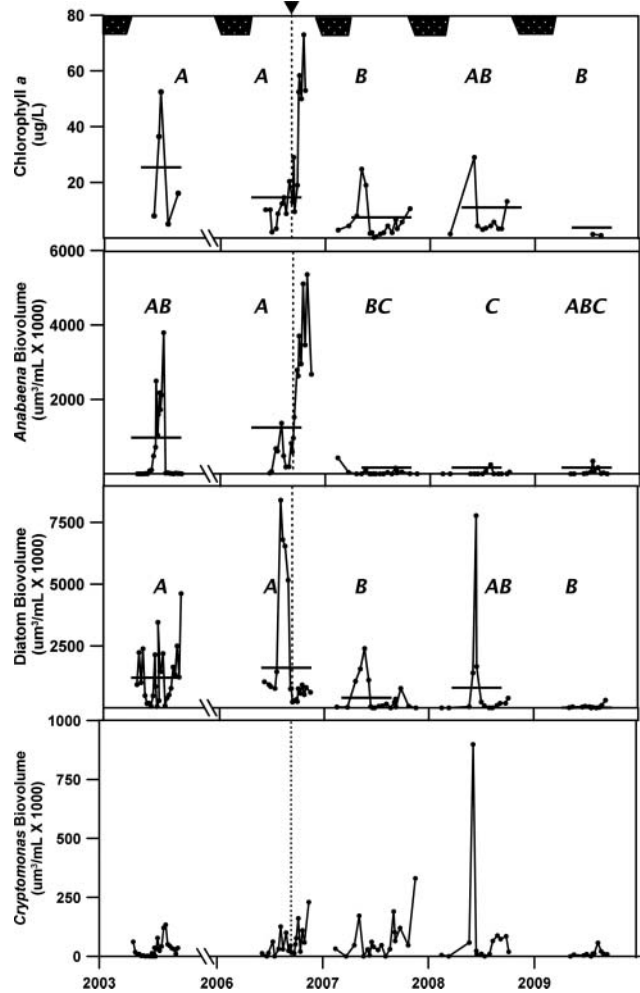 80
60
40
20
Chlorophyll a
(ug/L)
A
A
B
AB
B
6000
4000
2000
Anabaena Biovolume
(um³/mL X 1000)
AB
A
BC
C
ABC
7500
5000
2500
Diatom Biovolume
(um³/mL X 1000)
A
A
B
AB
B
1000
750
500
250
0
Cryptomonas Biovolume
(um³/mL X 1000)
2003
2006
2007
2008
2009